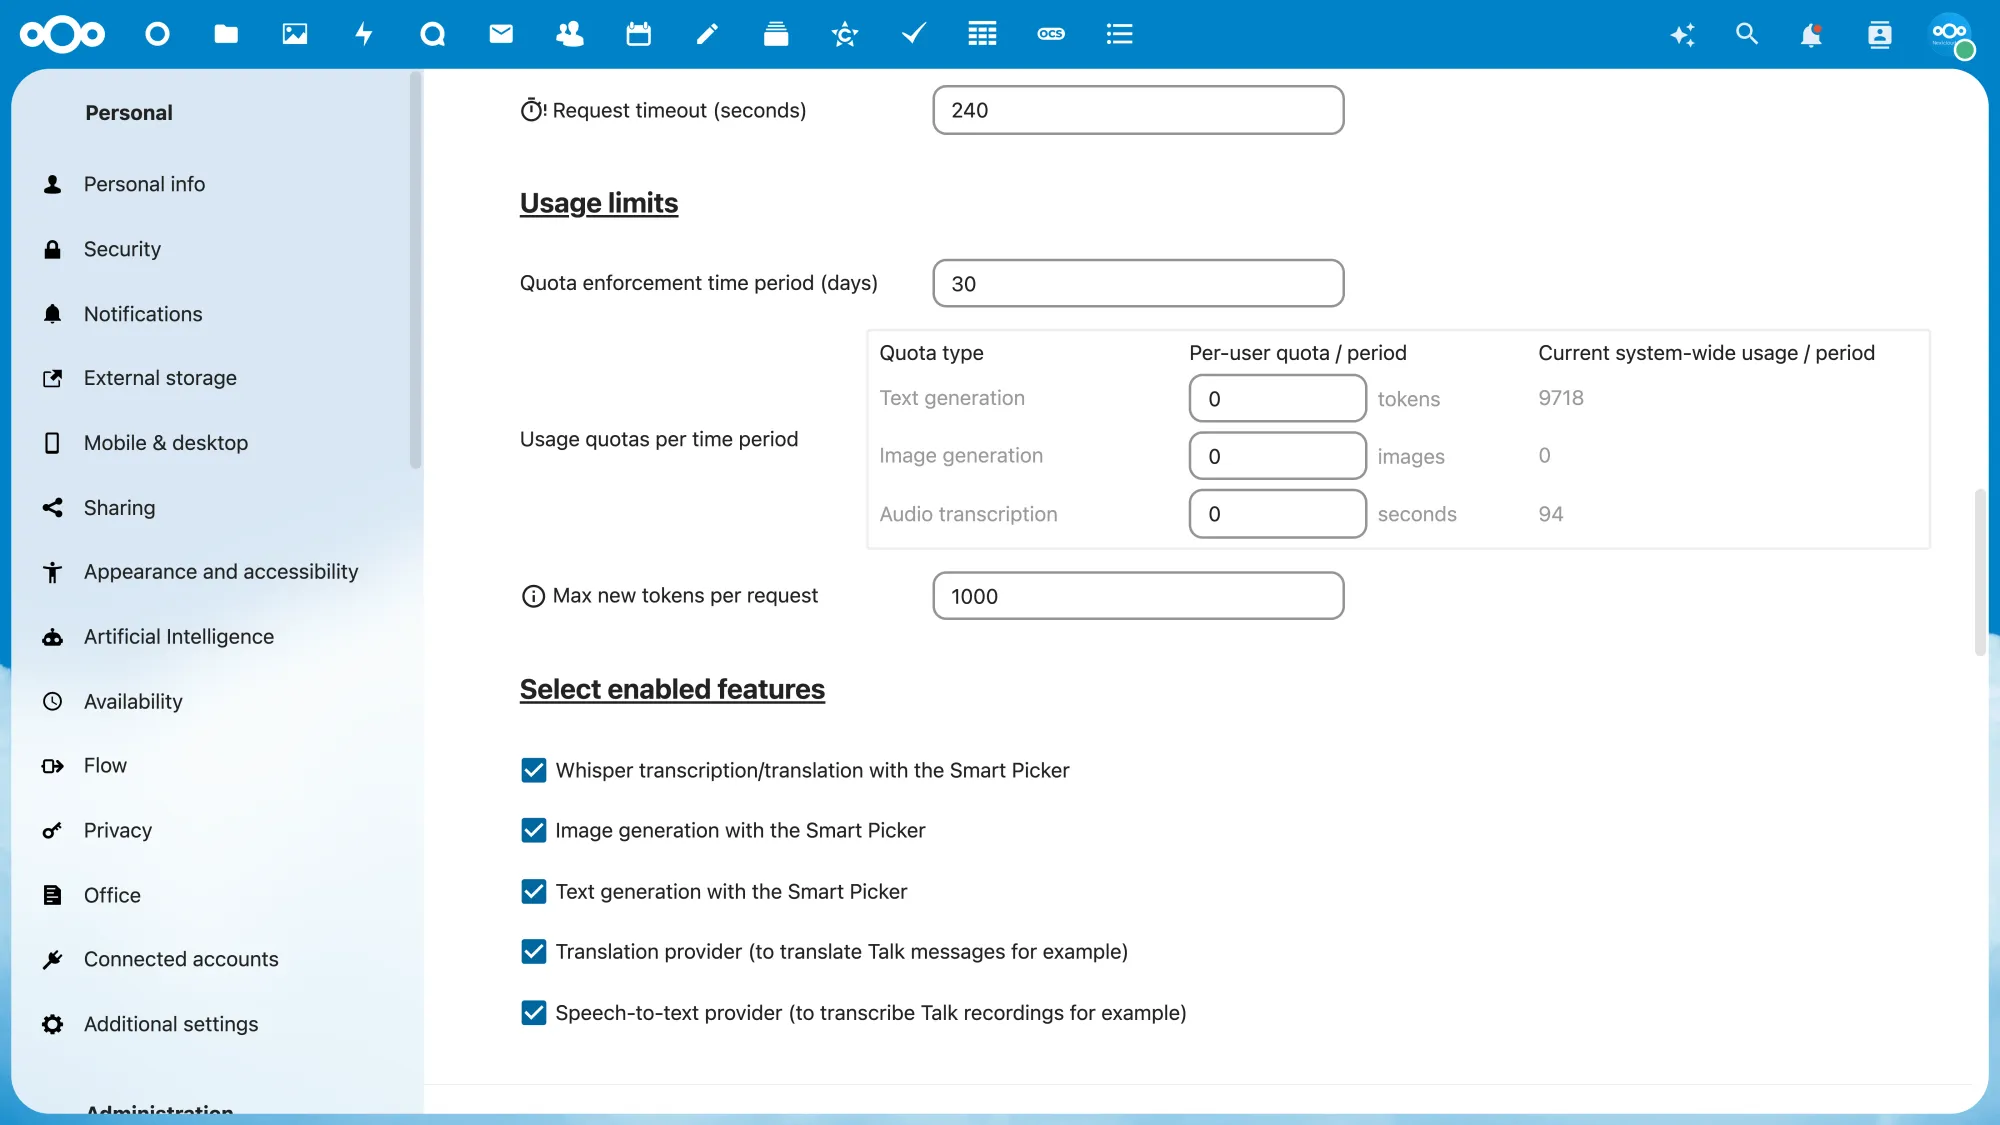 OCS
Personal
Personal info
Security
Notifications
External storage
Mobile & desktop
Sharing
Appearance and accessibility
Artificial Intelligence
Availability
Flow
Privacy
Office
Connected accounts
Additional settings
Administration
Request timeout (seconds) 240
Usage limits
Quota enforcement time period (days) 30
Usage quotas per time period
Quota type Per-user quota / period Current system-wide usage / period
Text generation 0 tokens 9718
Image generation 0 images 0
Audio transcription 0 seconds 94
Max new tokens per request 1000
Select enabled features
Whisper transcription/translation with the Smart Picker
Image generation with the Smart Picker
Text generation with the Smart Picker
Translation provider (to translate Talk messages for example)
Speech-to-text provider (to transcribe Talk recordings for example)